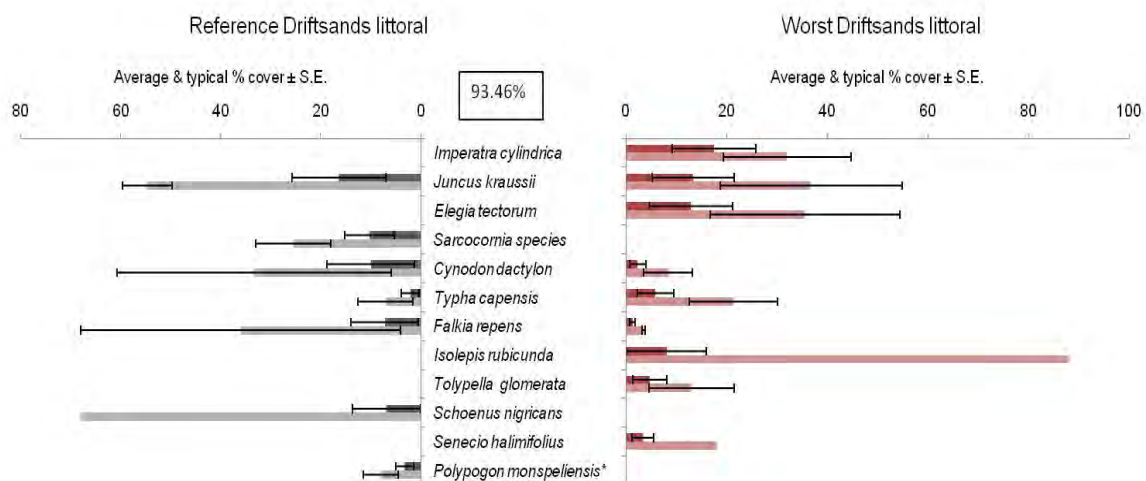 Reference Driftsands littoral
Worst Driftsands littoral
Average & typical % cover ± S.E.
93.46%
Average & typical % cover ± S.E.
80 60 40 20 0
0 20 40 60 80 100
Imperatra cylindrica
Juncus kraussii
Elegia tectorum
Sarcocornia species
Cynodon dactylon
Typha capensis
Falkia repens
Isolepis rubicunda
Tolypella glomerata
Schoenus nigricans
Senecio halimifolius
Polypogon monspeliensis*